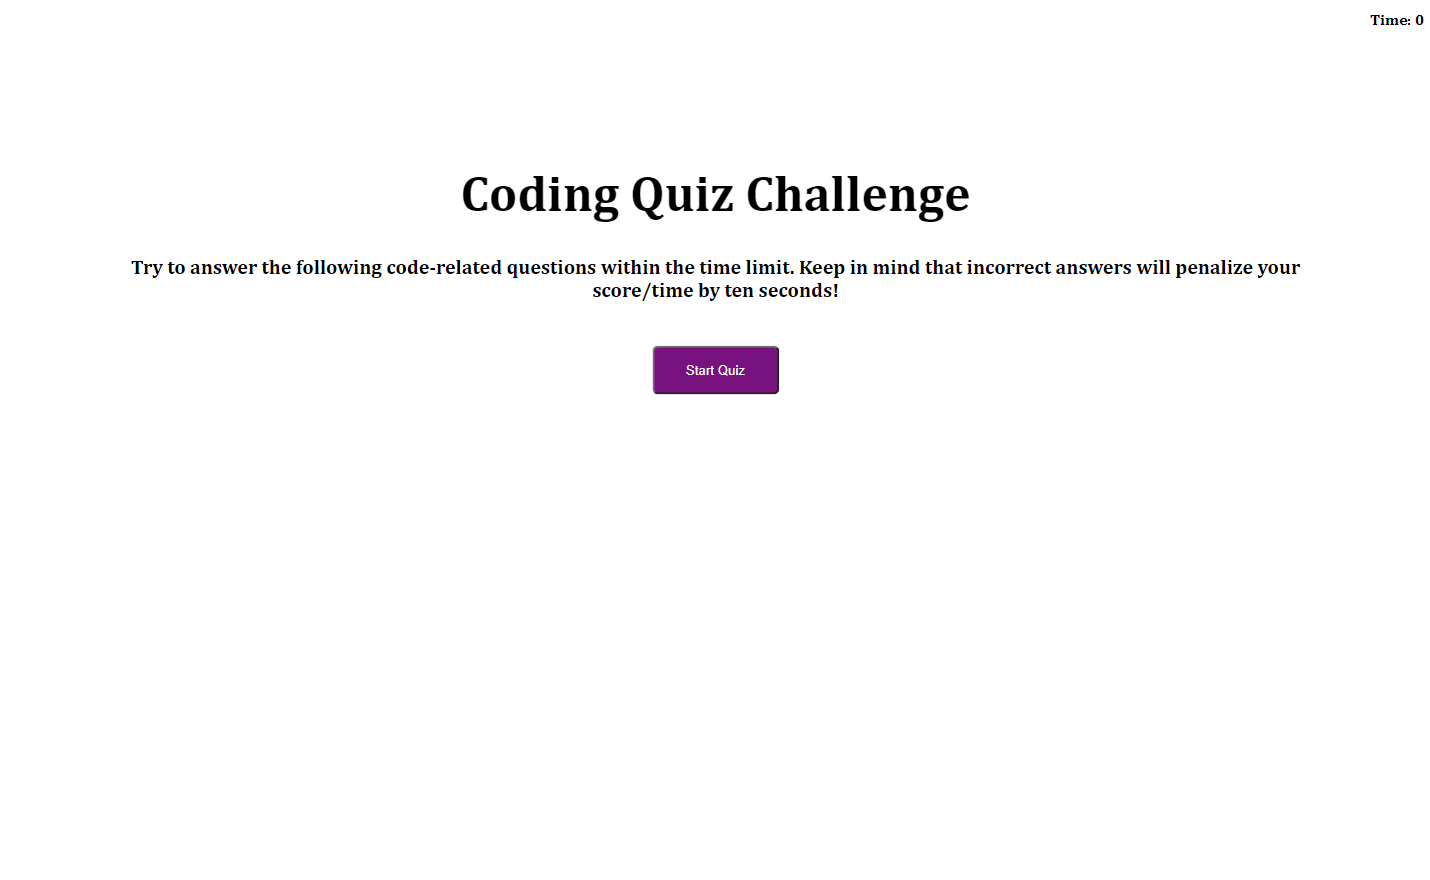 Time: 0
Coding Quiz Challenge
Try to answer the following code-related questions within the time limit. Keep in mind that incorrect answers will penalize your
score/time by ten seconds!
Start Quiz